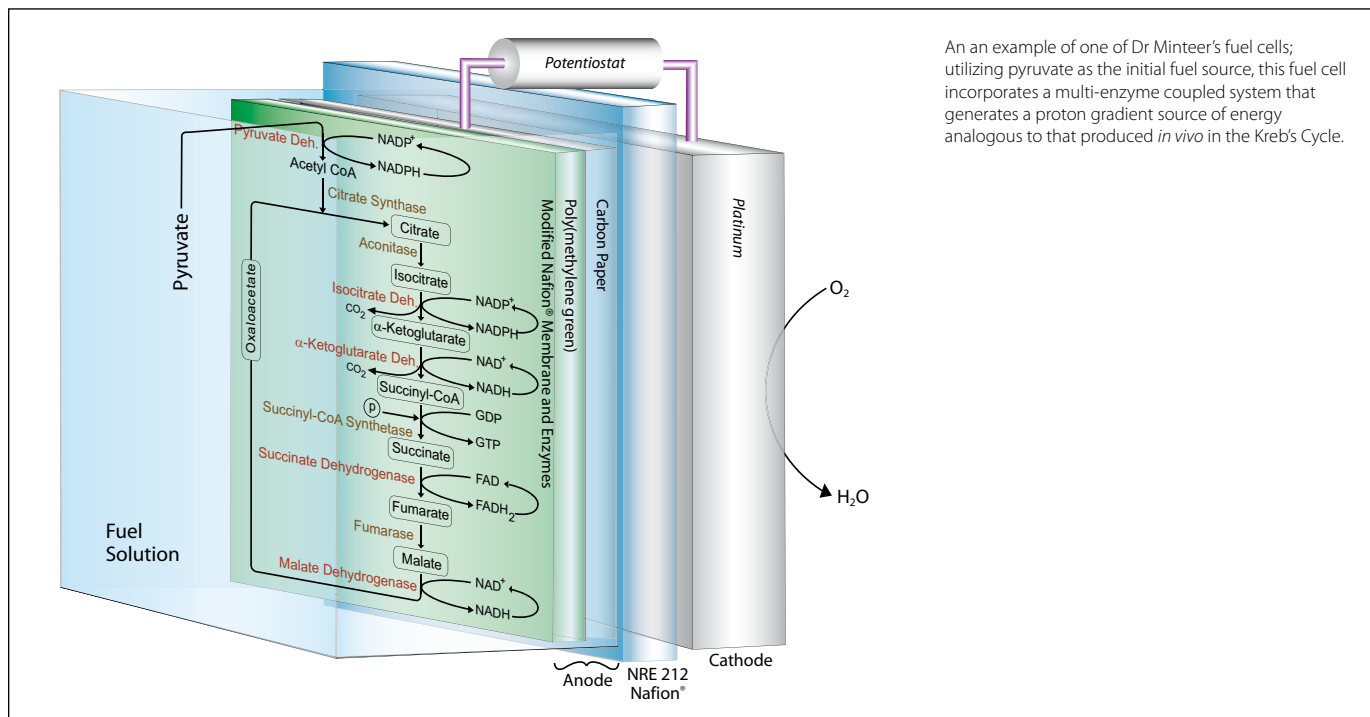 An an example of one of Dr Minteer's fuel cells;
utilizing pyruvate as the initial fuel source, this fuel cell
incorporates a multi-enzyme coupled system that
generates a proton gradient source of energy
analogous to that produced in vivo in the Kreb's Cycle.
Potentiostat
Pyruvate Deh.
NADP+
NADPH
Acetyl CoA
Citrate Synthase
Citrate
Aconitase
Isocitrate
Isocitrate Deh.
NADP+
CO2
NADPH
α-Ketoglutarate
α-Ketoglutarate Deh.
NAD+
CO2
NADH
Succinyl-CoA
P
GDP
Succinyl-CoA Synthetase
GTP
Succinate
Succinate Dehydrogenase
FAD
FADH2
Fumarate
Fumarase
Malate
Malate Dehydrogenase
NAD+
NADH
Oxaloacetate
Pyruvate
Fuel
Solution
Modified Nafion® Membrane and Enzymes
Poly(methylene green)
Carbon Paper
Platinum
O2
H2O
Anode
NRE 212
Nafion®
Cathode